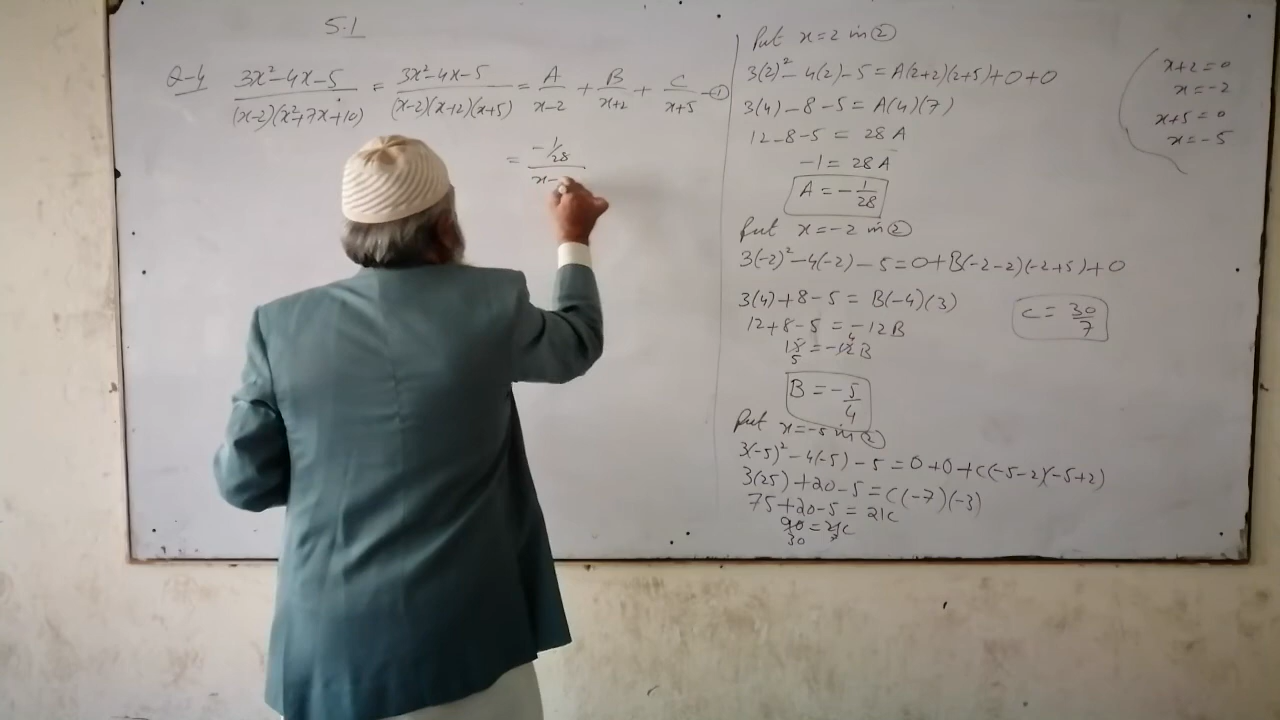 5.1
Q-4 3x²-4x-5/(x-2)(x²+7x+10) = 3x²-4x-5/(x-2)(x+2)(x+5) = A/x-2 + B/x+2 + C/x+5 -①
= -1/28/x-
Put x=2 in ②
3(2)²-4(2)-5=A(2+2)(2+5)+0+0
3(4)-8-5=A(4)(7)
12-8-5 = 28A
-1=28A
A=-1/28
Put x=-2 in ②
3(-2)²-4(-2)-5=0+B(-2-2)(-2+5)+0
3(4)+8-5= B(-4)(3)
12+8-5=-12B
15=-12B
5 4
B=-5/4
Put x=-5 in ②
3(-5)²-4(-5)-5=0+0+C(-5-2)(-5+2)
3(25)+20-5=C(-7)(-3)
75+20-5=21C
90=21C
30 7
C=30/7
x+2=0
x=-2
x+5=0
x=-5